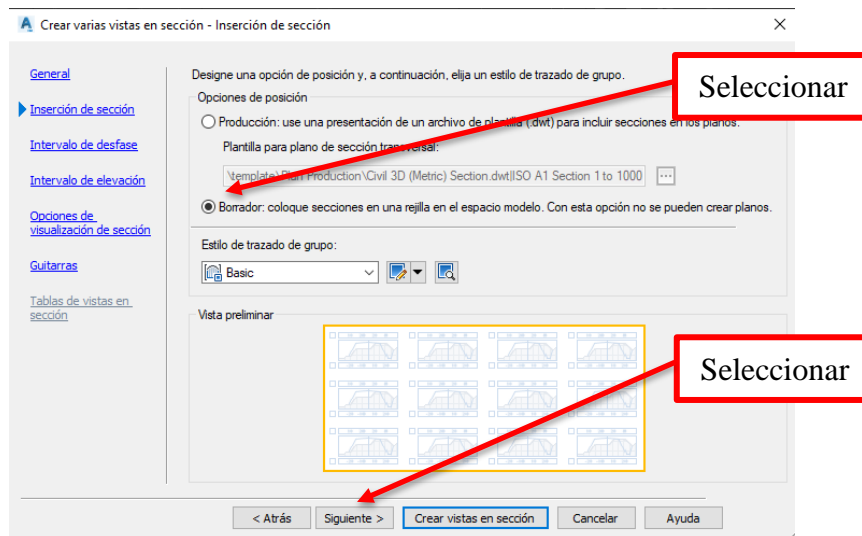 Crear varias vistas en sección - Inserción de sección
General
Inserción de sección
Intervalo de desfase
Intervalo de elevación
Opciones de
visualización de sección
Guitarras
Tablas de vistas en
sección
Designe una opción de posición y, a continuación, elija un estilo de trazado de grupo.
Opciones de posición
Producción: use una presentación de un archivo de plantilla (.dwt) para incluir secciones en los planos.
Plantilla para plano de sección transversal:
\template\Plan Production\Civil 3D (Metric) Section.dwt|ISO A1 Section 1 to 1000
...
Borrador: coloque secciones en una rejilla en el espacio modelo. Con esta opción no se pueden crear planos.
Estilo de trazado de grupo:
Basic
Vista preliminar
Seleccionar
Seleccionar
< Atrás
Siguiente >
Crear vistas en sección
Cancelar
Ayuda